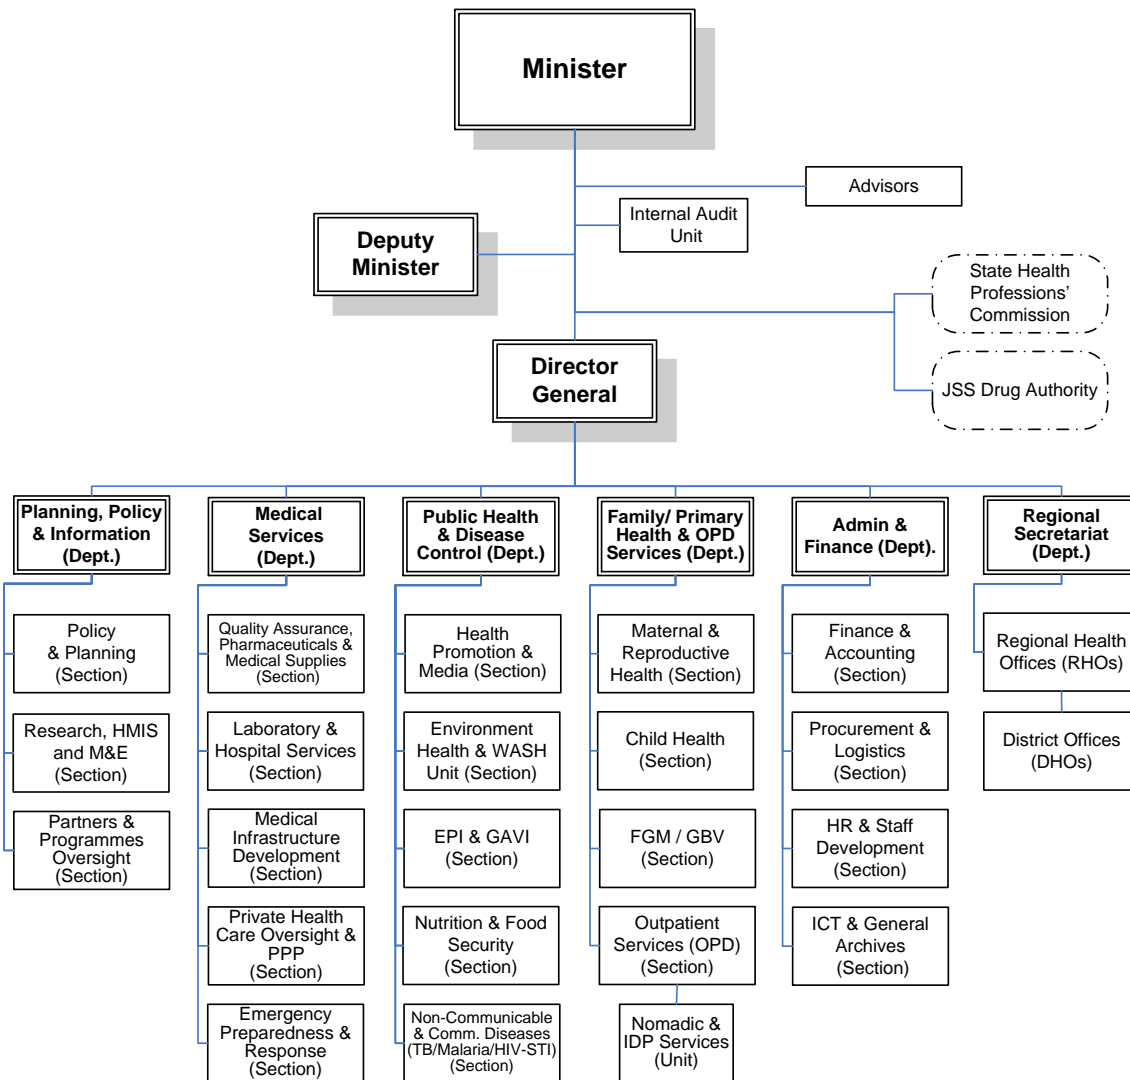 Minister
Advisors
Internal Audit
Unit
Deputy
Minister
State Health
Professions'
Commission
Director
General
JSS Drug Authority
Planning, Policy
& Information
(Dept.)
Medical
Services
(Dept.)
Public Health
& Disease
Control (Dept.)
Family/ Primary
Health & OPD
Services (Dept.)
Admin &
Finance (Dept).
Regional
Secretariat
(Dept.)
Policy
& Planning
(Section)
Quality Assurance,
Pharmaceuticals &
Medical Supplies
(Section)
Health
Promotion &
Media (Section)
Maternal &
Reproductive
Health (Section)
Finance &
Accounting
(Section)
Regional Health
Offices (RHOs)
Research, HMIS
and M&E
(Section)
Laboratory &
Hospital Services
(Section)
Environment
Health & WASH
Unit (Section)
Child Health
(Section)
Procurement &
Logistics
(Section)
District Offices
(DHOs)
Partners &
Programmes
Oversight
(Section)
Medical
Infrastructure
Development
(Section)
EPI & GAVI
(Section)
FGM / GBV
(Section)
HR & Staff
Development
(Section)
Private Health
Care Oversight &
PPP
(Section)
Nutrition & Food
Security
(Section)
Outpatient
Services (OPD)
(Section)
ICT & General
Archives
(Section)
Emergency
Preparedness &
Response
(Section)
Non-Communicable
& Comm. Diseases
(TB/Malaria/HIV-STI)
(Section)
Nomadic &
IDP Services
(Unit)